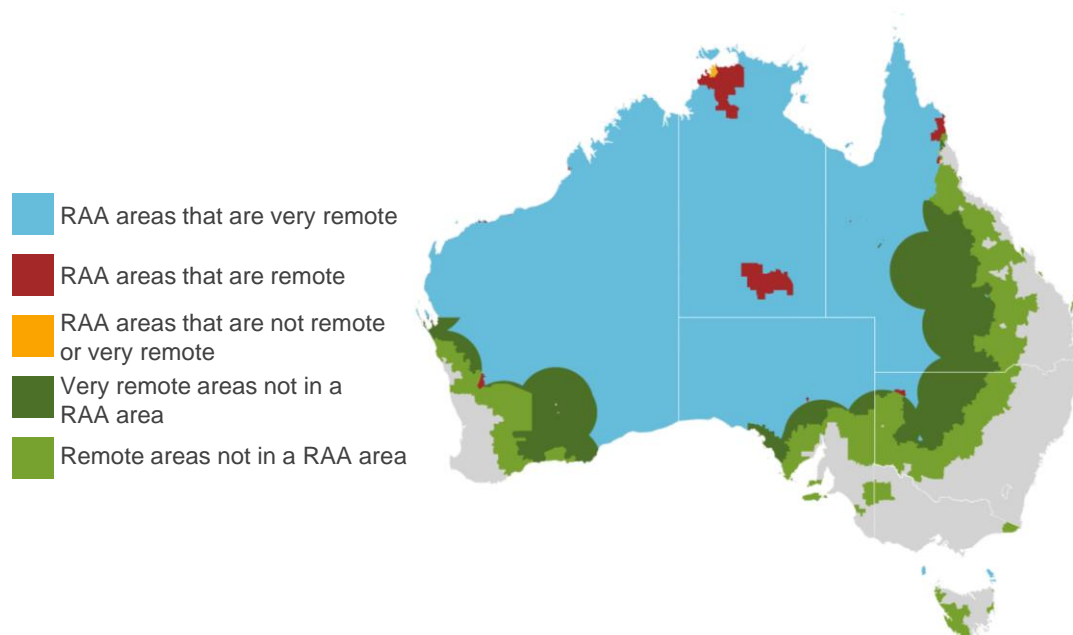 RAA areas that are very remote
RAA areas that are remote
RAA areas that are not remote
or very remote
Very remote areas not in a
RAA area
Remote areas not in a RAA area